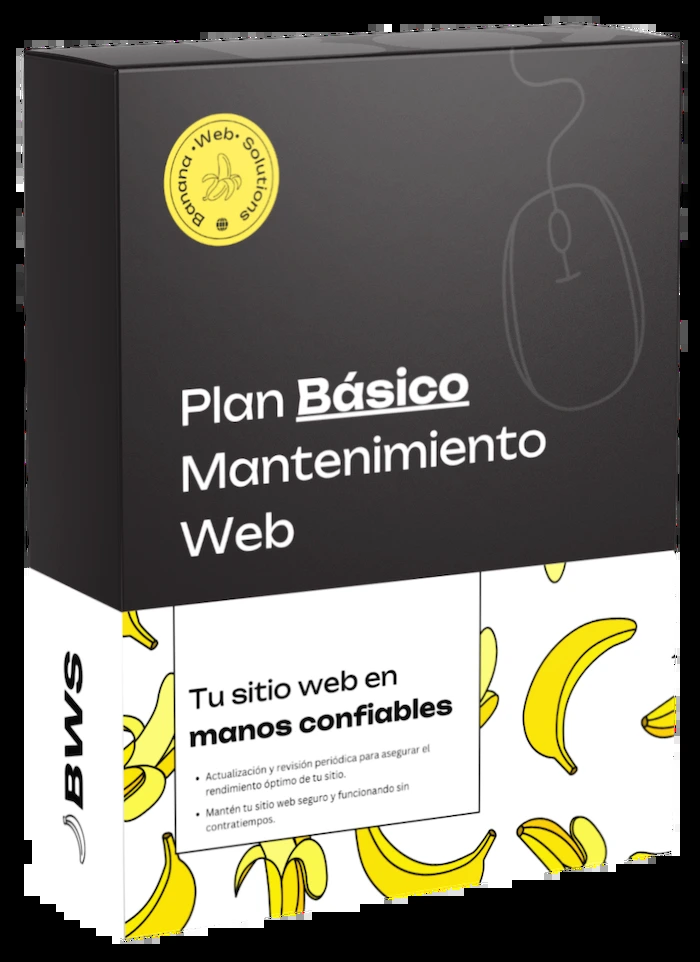 Banana •Web• Solutions
Plan Básico
Mantenimiento
Web
Tu sitio web en
manos confiables
• Actualización y revisión periódica para asegurar el
rendimiento óptimo de tu sitio.
• Mantén tu sitio web seguro y funcionando sin
contratiempos.
BWS